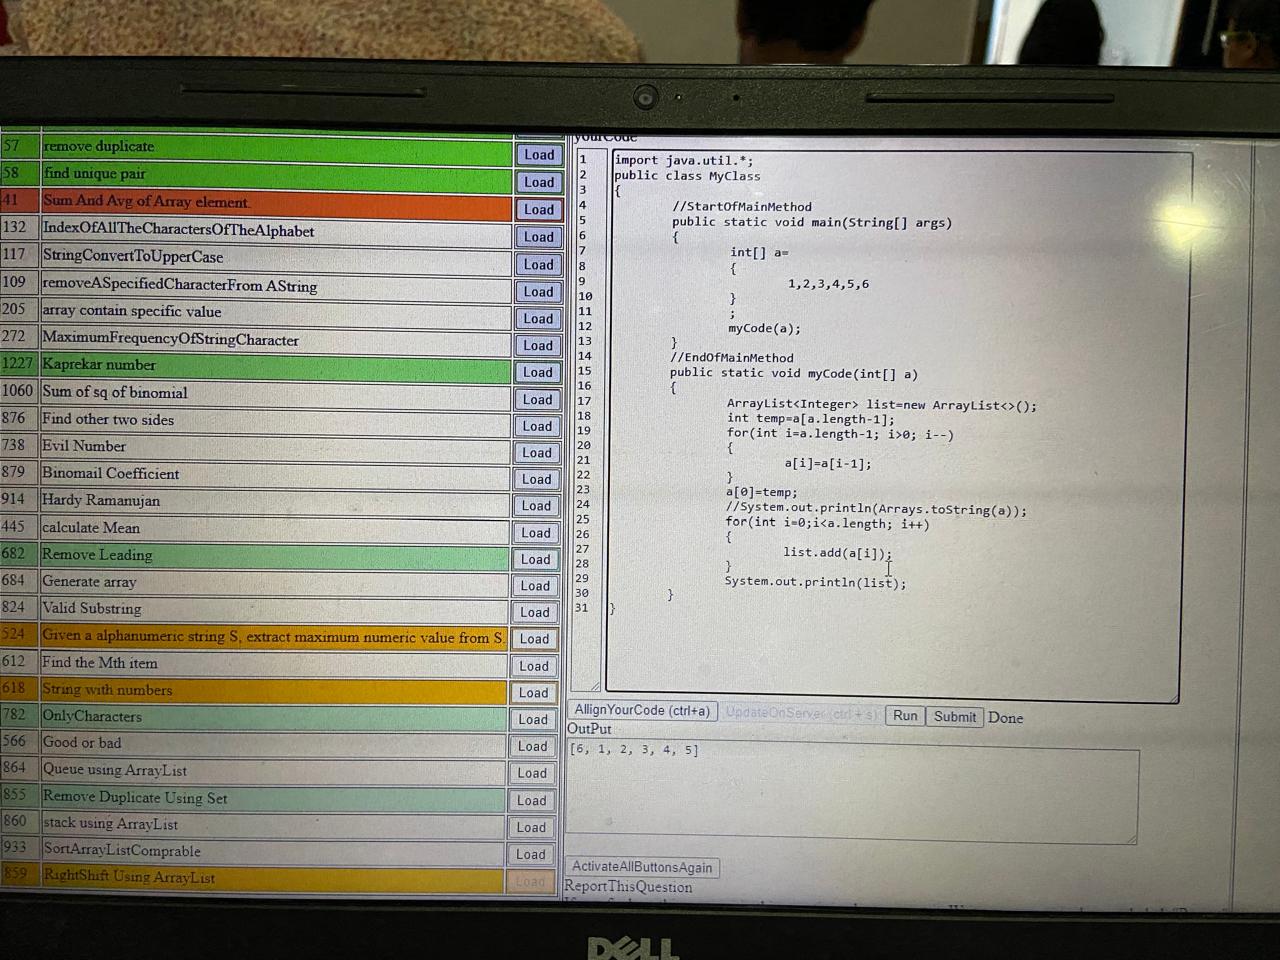 57 remove duplicate Load
58 find unique pair Load
41 Sum And Avg of Array element. Load
132 IndexOfAllTheCharactersOfTheAlphabet Load
117 StringConvertToUpperCase Load
109 removeASpecifiedCharacterFrom AString Load
205 array contain specific value Load
272 MaximumFrequencyOfStringCharacter Load
1227 Kaprekar number Load
1060 Sum of sq of binomial Load
876 Find other two sides Load
738 Evil Number Load
879 Binomail Coefficient Load
914 Hardy Ramanujan Load
445 calculate Mean Load
682 Remove Leading Load
684 Generate array Load
824 Valid Substring Load
524 Given a alphanumeric string S, extract maximum numeric value from S. Load
612 Find the Mth item Load
618 String with numbers Load
782 OnlyCharacters Load
566 Good or bad Load
864 Queue using ArrayList Load
855 Remove Duplicate Using Set Load
860 stack using ArrayList Load
933 SortArrayListComprable Load
859 RightShift Using ArrayList Load
yourCode
1 import java.util.*;
2 public class MyClass
3 {
4 //StartOfMainMethod
5 public static void main(String[] args)
6 {
7 int[] a=
8 {
9 1,2,3,4,5,6
10 }
11 ;
12 myCode(a);
13 }
14 //EndOfMainMethod
15 public static void myCode(int[] a)
16 {
17 ArrayList<Integer> list=new ArrayList<>();
18 int temp=a[a.length-1];
19 for(int i=a.length-1; i>0; i--)
20 {
21 a[i]=a[i-1];
22 }
23 a[0]=temp;
24 //System.out.println(Arrays.toString(a));
25 for(int i=0;i<a.length; i++)
26 {
27 list.add(a[i]);
28 }
29 System.out.println(list);
30 }
31 }
AllignYourCode (ctrl+a) UpdateOnServer (ctrl + s) Run Submit Done
OutPut
[6, 1, 2, 3, 4, 5]
ActivateAllButtonsAgain
ReportThisQuestion
DELL